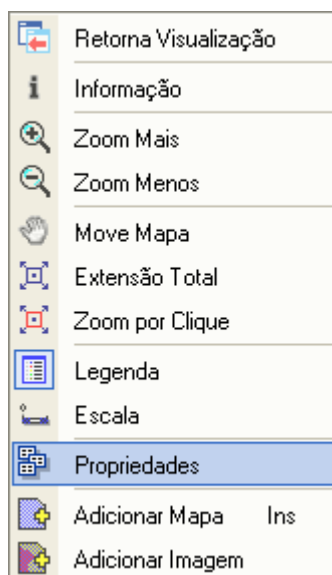 Retorna Visualização
Informação
Zoom Mais
Zoom Menos
Move Mapa
Extensão Total
Zoom por Clique
Legenda
Escala
Propriedades
Adicionar Mapa Ins
Adicionar Imagem